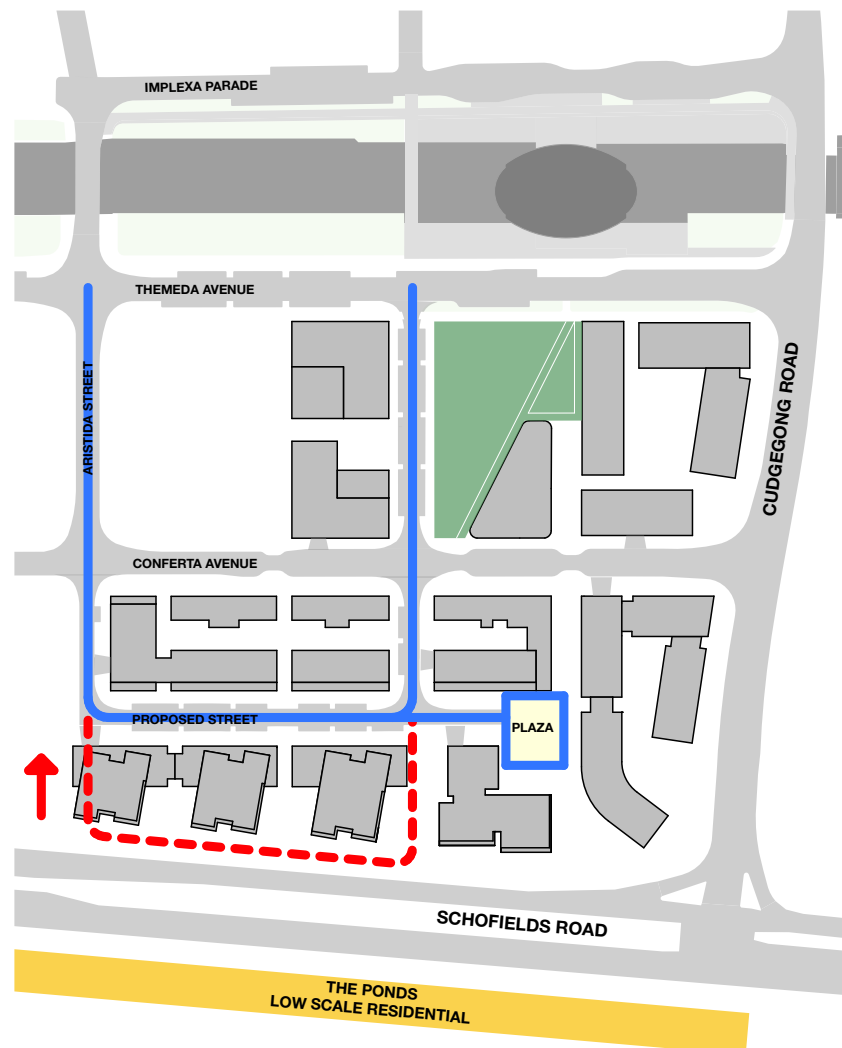 IMPLEXA PARADE
THEMEDA AVENUE
ARISTIDA STREET
CUDGEGONG ROAD
CONFERTA AVENUE
PROPOSED STREET
PLAZA
SCHOFIELDS ROAD
THE PONDS
LOW SCALE RESIDENTIAL